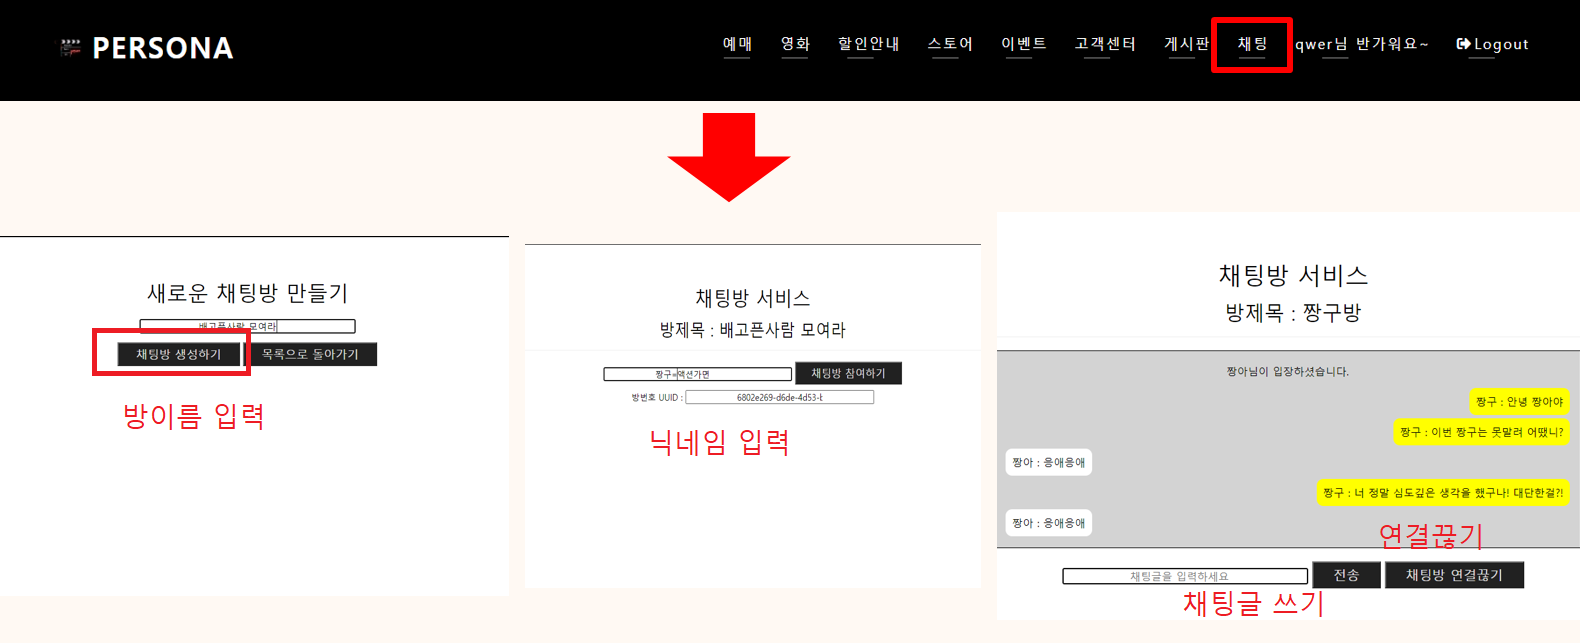 PERSONA
예매 영화 할인안내 스토어 이벤트 고객센터 게시판 채팅 qwer님 반가워요~ Logout
새로운 채팅방 만들기
배고픈사람 모여라
채팅방 생성하기 목록으로 돌아가기
방이름 입력
채팅방 서비스
방제목 : 배고픈사람 모여라
짱구=액션가면 채팅방 참여하기
방번호 UUID : 6802e269-d6de-4d53-b
닉네임 입력
채팅방 서비스
방제목 : 짱구방
짱아님이 입장하셨습니다.
짱구 : 안녕 짱아야
짱구 : 이번 짱구는 못말려 어땠니?
짱아 : 응애응애
짱구 : 너 정말 심도깊은 생각을 했구나! 대단한걸?!
짱아 : 응애응애
연결끊기
채팅글을 입력하세요 전송 채팅방 연결끊기
채팅글 쓰기